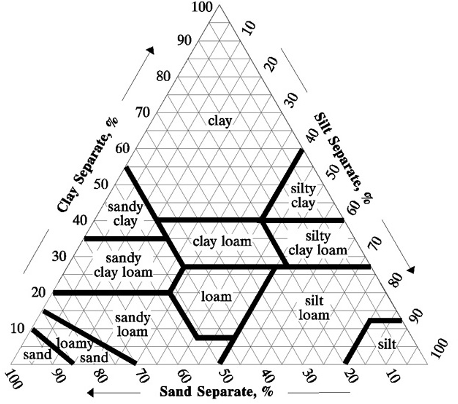 100
90
80
70
60
50
40
30
20
10
Clay Separate, %
10
20
30
40
50
60
70
80
90
100
Silt Separate, %
clay
silty
clay
sandy
clay
clay loam
silty
clay loam
sandy
clay loam
loam
silt
loam
sandy
loam
loamy
sand
sand
silt
100
90
80
70
60
50
40
30
20
10
Sand Separate, %